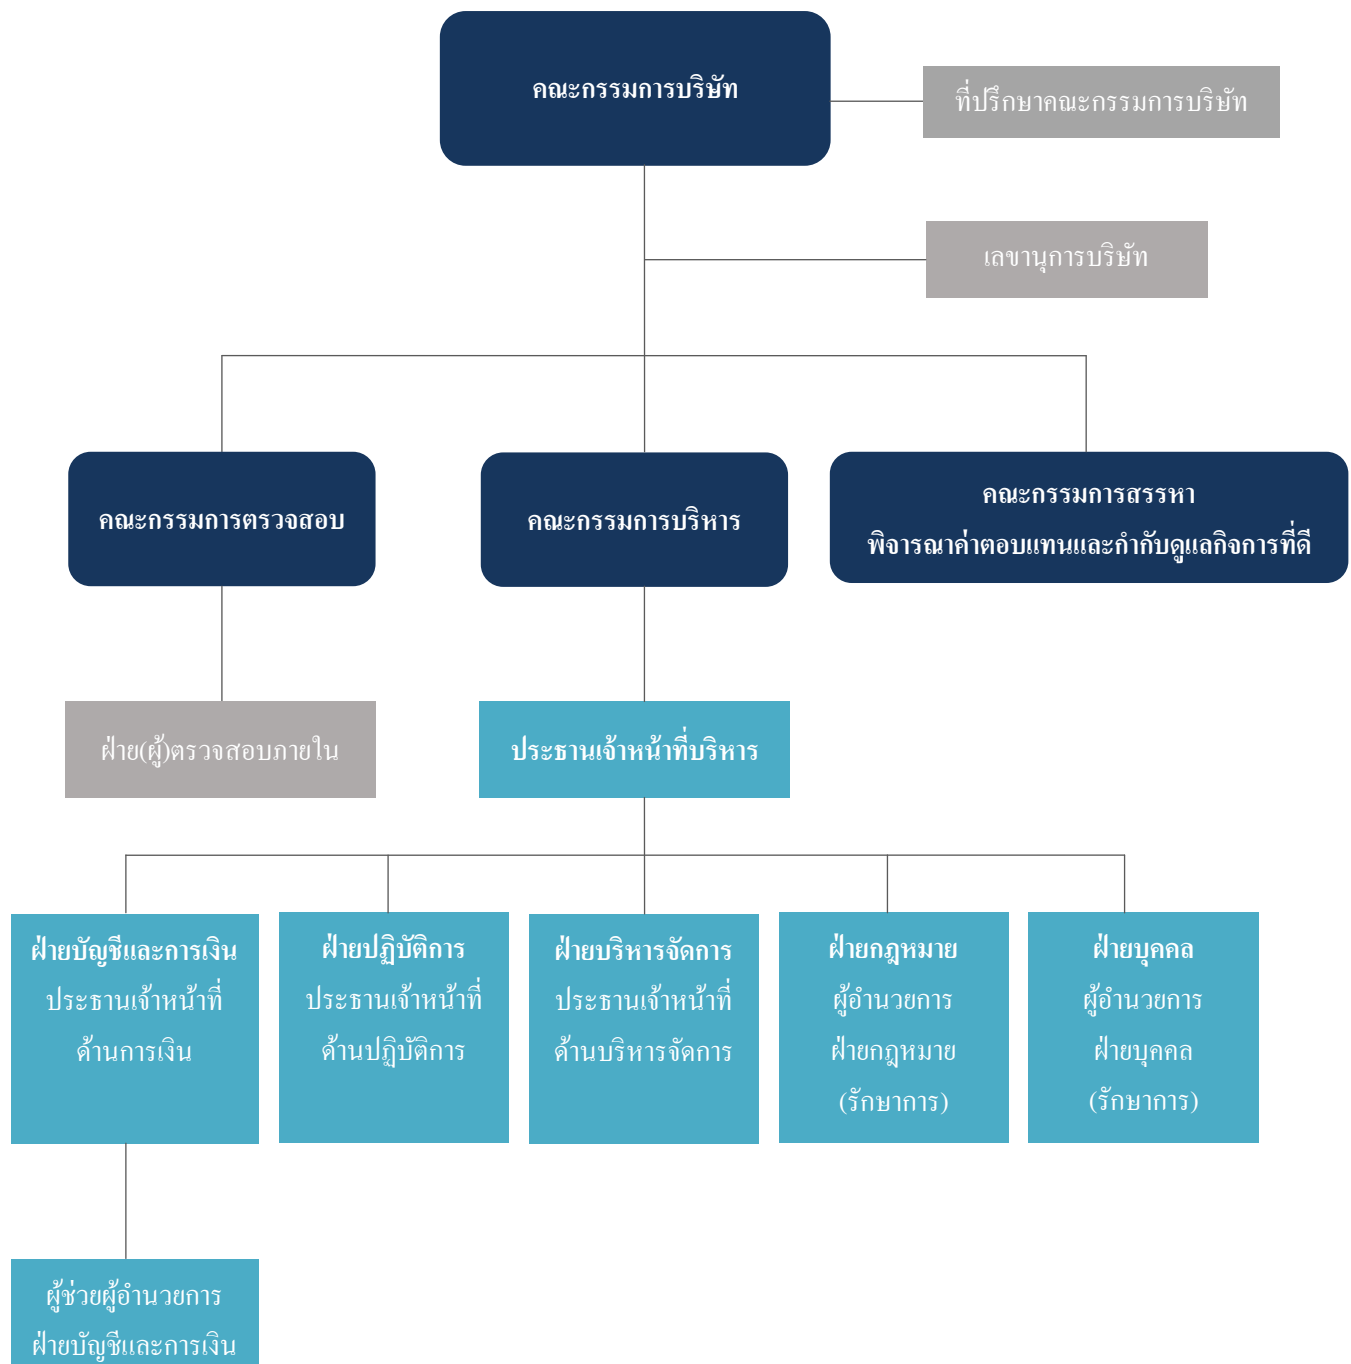 คณะกรรมการบริษัท
ที่ปรึกษาคณะกรรมการบริษัท
เลขานุการบริษัท
คณะกรรมการตรวจสอบ
คณะกรรมการบริหาร
คณะกรรมการสรรหา
พิจารณาค่าตอบแทนและกำกับดูแลกิจการที่ดี
ฝ่าย(ผู้)ตรวจสอบภายใน
ประธานเจ้าหน้าที่บริหาร
ฝ่ายบัญชีและการเงิน
ประธานเจ้าหน้าที่
ด้านการเงิน
ฝ่ายปฏิบัติการ
ประธานเจ้าหน้าที่
ด้านปฏิบัติการ
ฝ่ายบริหารจัดการ
ประธานเจ้าหน้าที่
ด้านบริหารจัดการ
ฝ่ายกฎหมาย
ผู้อำนวยการ
ฝ่ายกฎหมาย
(รักษาการ)
ฝ่ายบุคคล
ผู้อำนวยการ
ฝ่ายบุคคล
(รักษาการ)
ผู้ช่วยผู้อำนวยการ
ฝ่ายบัญชีและการเงิน